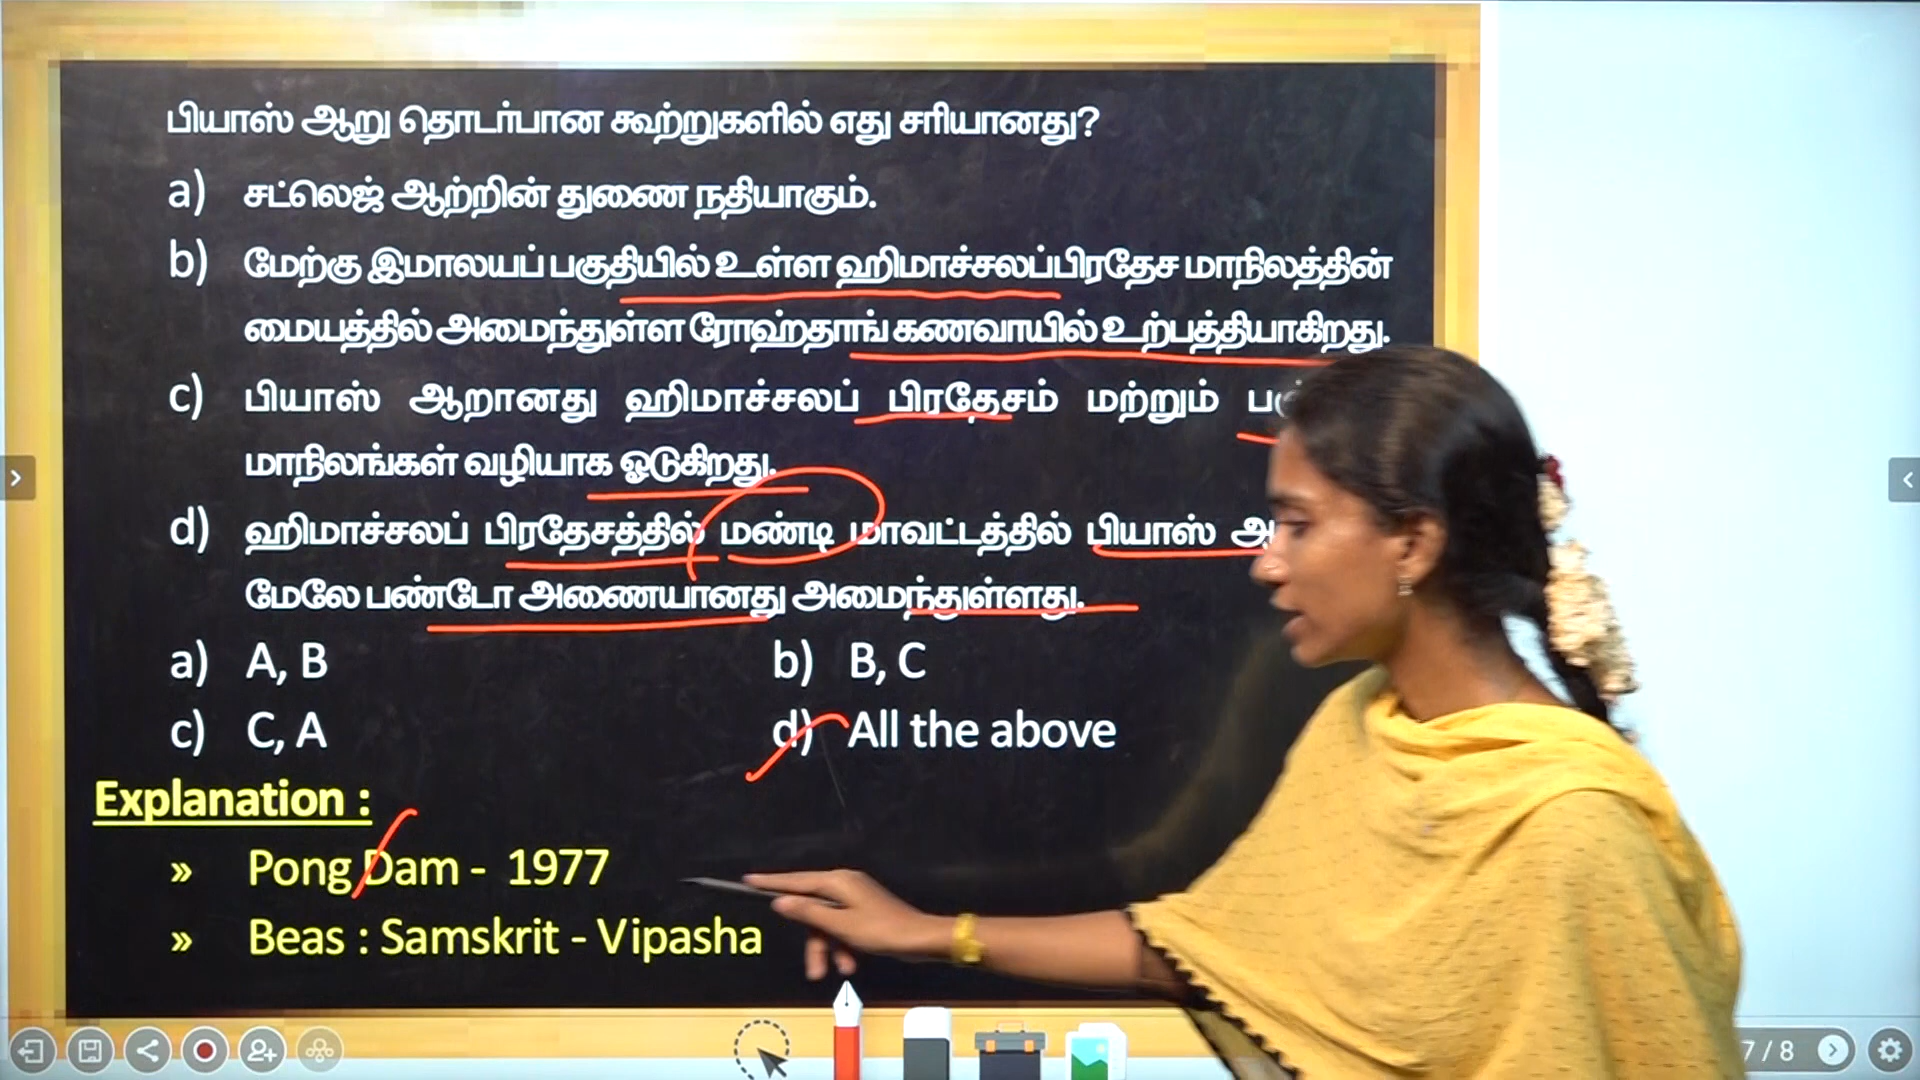 பியாஸ் ஆறு தொடர்பான கூற்றுகளில் எது சரியானது?
a) சட்லெஜ் ஆற்றின் துணை நதியாகும்.
b) மேற்கு இமாலயப் பகுதியில் உள்ள ஹிமாச்சலப்பிரதேச மாநிலத்தின்
மையத்தில் அமைந்துள்ள ரோஹ்தாங் கணவாயில் உற்பத்தியாகிறது.
c) பியாஸ் ஆறானது ஹிமாச்சலப் பிரதேசம் மற்றும்
மாநிலங்கள் வழியாக ஓடுகிறது.
d) ஹிமாச்சலப் பிரதேசத்தில் மண்டி மாவட்டத்தில் பியாஸ்
மேலே பண்டோ அணையானது அமைந்துள்ளது.
a) A, B b) B, C
c) C, A d) All the above
Explanation :
» Pong Dam - 1977
» Beas : Samskrit - Vipasha
7 / 8